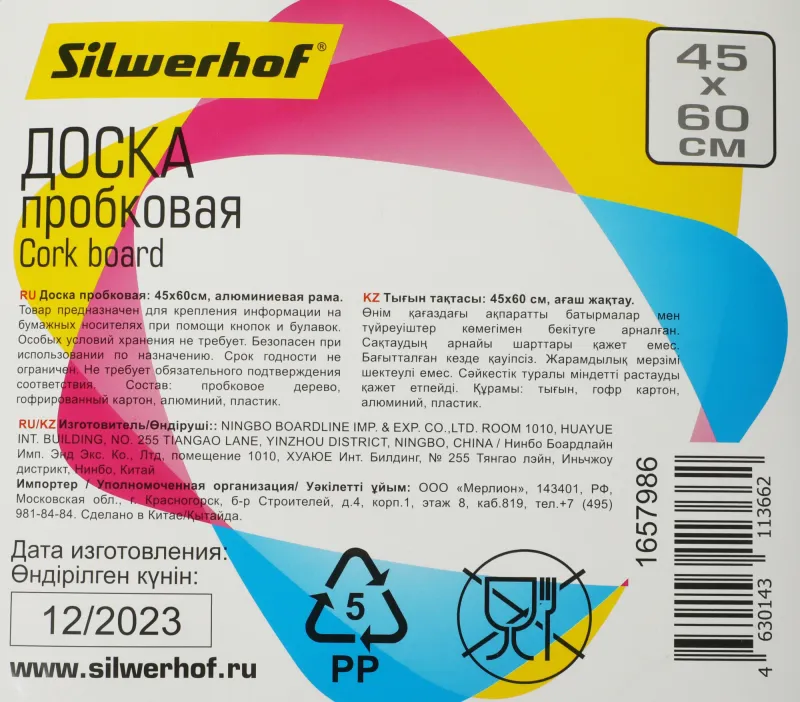 Silwerhof®
45
x
60
СМ
ДОСКА
пробковая
Cork board
RU Доска пробковая: 45х60см, алюминиевая рама.
Товар предназначен для крепления информации на
бумажных носителях при помощи кнопок и булавок.
Особых условий хранения не требует. Безопасен при
использовании по назначению. Срок годности не
ограничен. Не требует обязательного подтверждения
соответствия. Состав: пробковое дерево,
гофрированный картон, алюминий, пластик.
KZ Тығын тақтасы: 45х60 см, ағаш жақтау.
Өнім қағаздағы ақпаратты батырмалар мен
түйреуіштер көмегімен бекітуге арналған.
Сақтаудың арнайы шарттары қажет емес.
Бағытталған кезде қауіпсіз. Жарамдылық мерзімі
шектеулі емес. Сәйкестік туралы міндетті растауды
қажет етпейді. Құрамы: тығын, гофр картон,
алюминий, пластик.
RU/KZ Изготовитель/Өндіруші:: NINGBO BOARDLINE IMP. & EXP. CO.,LTD. ROOM 1010, HUAYUE
INT. BUILDING, NO. 255 TIANGAO LANE, YINZHOU DISTRICT, NINGBO, CHINA / Нинбо Боардлайн
Имп. Энд Экс. Ко., Лтд, помещение 1010, ХУАЮЕ Инт. Билдинг, № 255 Тянгао лэйн, Иньчжоу
дистрикт, Нинбо, Китай
Импортер / Уполномоченная организация/ Уәкілетті ұйым: ООО «Мерлион», 143401, РФ,
Московская обл., г. Красногорск, б-р Строителей, д.4, корп.1, этаж 8, каб.819, тел.+7 (495)
981-84-84. Сделано в Китае/Қытайда.
Дата изготовления:
Өндірілген күнін:
12/2023
www.silwerhof.ru
5
PP
1657986
4 630143 113662